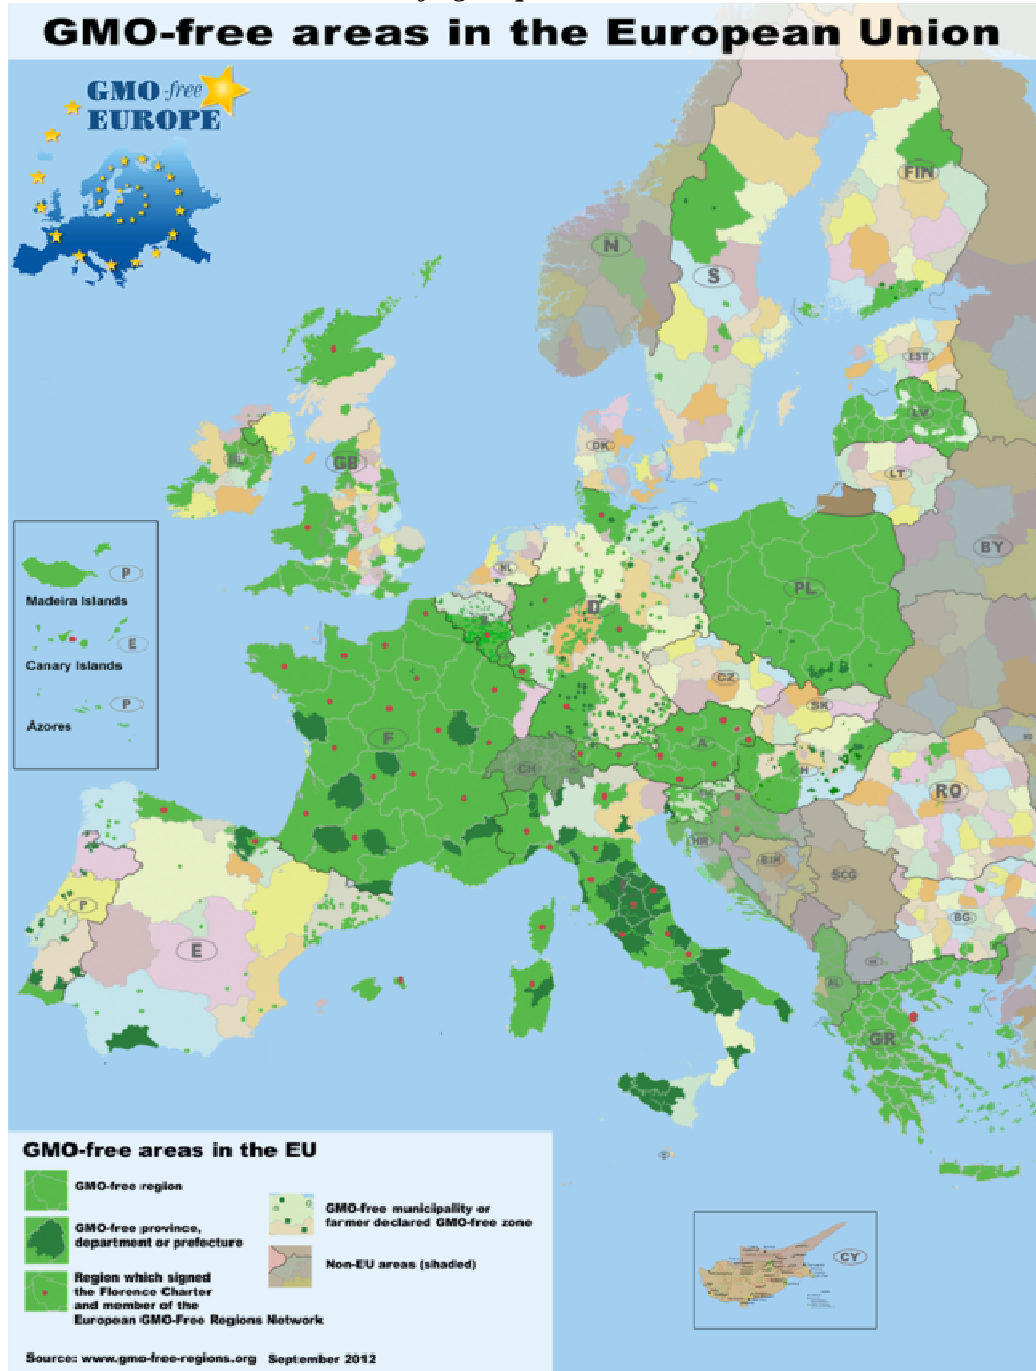 GMO-free areas in the European Union
GMO-free
EUROPE
FIN
N
S
EST
LV
DK
LT
IRL
GB
BY
NL
D
PL
P
Madeira Islands
E
Canary Islands
P
Azores
B
CZ
SK
F
A
CH
H
RO
HR
BIH
SCG
P
BG
E
AL
GR
GMO-free areas in the EU
GMO-free region
GMO-free province,
department or prefecture
Region which signed
the Florence Charter
and member of the
European GMO-Free Regions Network
GMO-free municipality or
farmer declared GMO-free zone
Non-EU areas (shaded)
CY
Source: www.gmo-free-regions.org September 2012